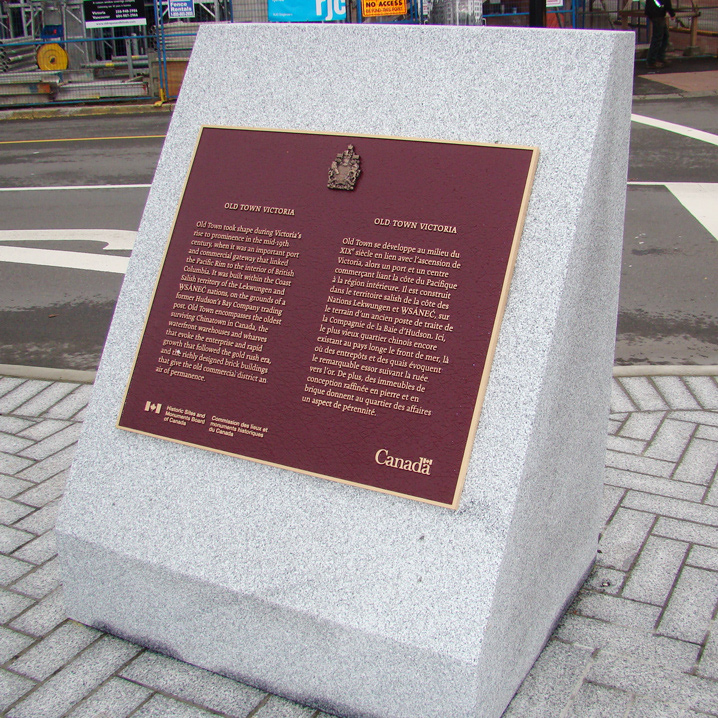 Fence
Rentals
rjc
NO ACCESS
OLD TOWN VICTORIA
Old Town took shape during Victoria's
rise to prominence in the mid-19th
century, when it was an important port
and commercial gateway that linked
the Pacific Rim to the interior of British
Columbia. It was built within the Coast
Salish territory of the Lekwungen and
WSÁNEĆ nations, on the grounds of a
former Hudson's Bay Company trading
post. Old Town encompasses the oldest
surviving Chinatown in Canada, the
waterfront warehouses and wharves
that evoke the enterprise and rapid
growth that followed the gold rush era,
and the richly designed brick buildings
that give the old commercial district an
air of permanence.
OLD TOWN VICTORIA
Old Town se développe au milieu du
XIXe siècle en lien avec l'ascension de
Victoria, alors un port et un centre
commerçant liant la côte du Pacifique
à la région intérieure. Il est construit
dans le territoire salish de la côte des
Nations Lekwungen et WSÁNEĆ, sur
le terrain d'un ancien poste de traite de
la Compagnie de la Baie d'Hudson. Ici,
le plus vieux quartier chinois encore
existant au pays longe le front de mer, là
où des entrepôts et des quais évoquent
le remarquable essor suivant la ruée
vers l'or. De plus, des immeubles de
conception raffinée en pierre et en
brique donnent au quartier des affaires
un aspect de pérennité.
Historic Sites and
Monuments Board
of Canada
Commission des lieux et
monuments historiques
du Canada
Canada